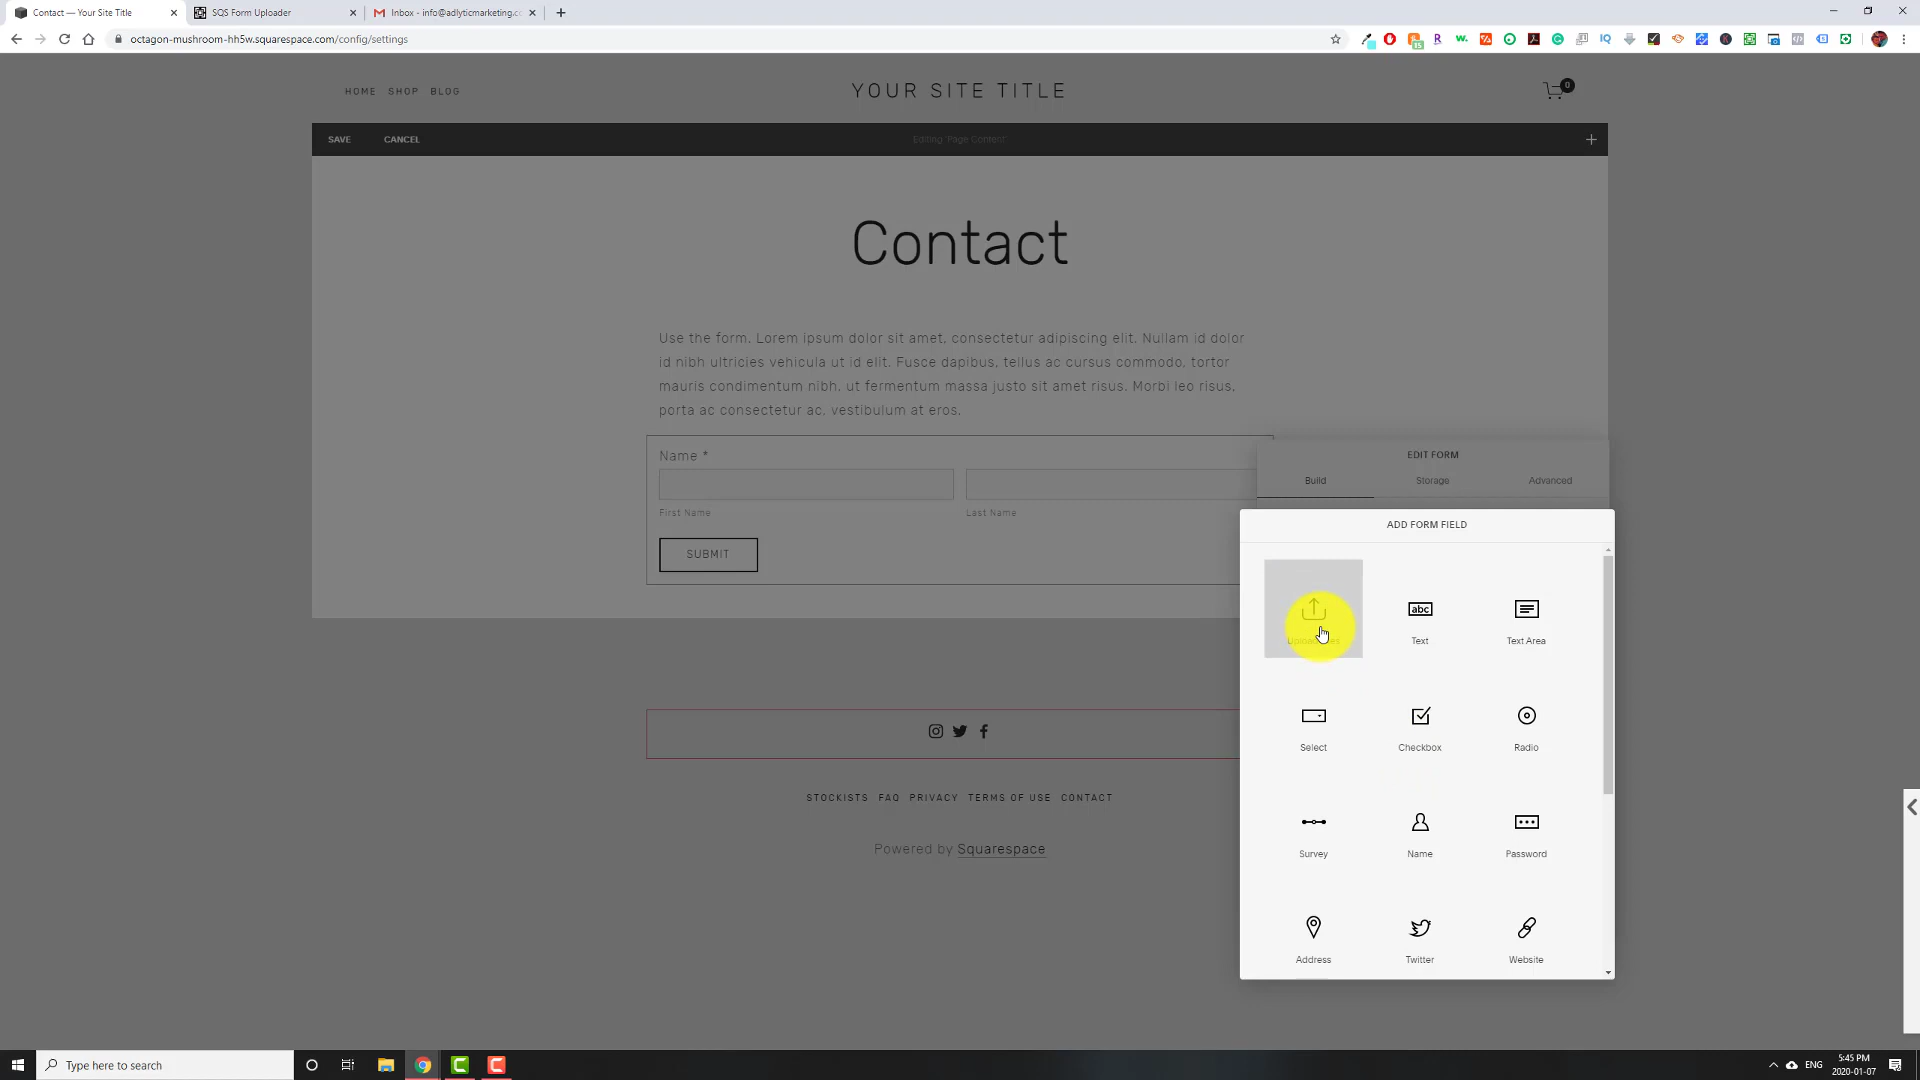 Contact — Your Site Title
SQS Form Uploader
Inbox - info@adlyticmarketing.c
octagon-mushroom-hh5w.squarespace.com/config/settings
HOME SHOP BLOG
YOUR SITE TITLE
0
SAVE CANCEL
Editing 'Page Content'
Contact
Use the form. Lorem ipsum dolor sit amet, consectetur adipiscing elit. Nullam id dolor
id nibh ultricies vehicula ut id elit. Fusce dapibus, tellus ac cursus commodo, tortor
mauris condimentum nibh, ut fermentum massa justo sit amet risus. Morbi leo risus,
porta ac consectetur ac, vestibulum at eros.
Name *
First Name Last Name
SUBMIT
EDIT FORM
Build Storage Advanced
ADD FORM FIELD
abc
Text Text Area
Select Checkbox Radio
Survey Name Password
Address Twitter Website
STOCKISTS FAQ PRIVACY TERMS OF USE CONTACT
Powered by Squarespace
Type here to search
ENG
5:45 PM
2020-01-07